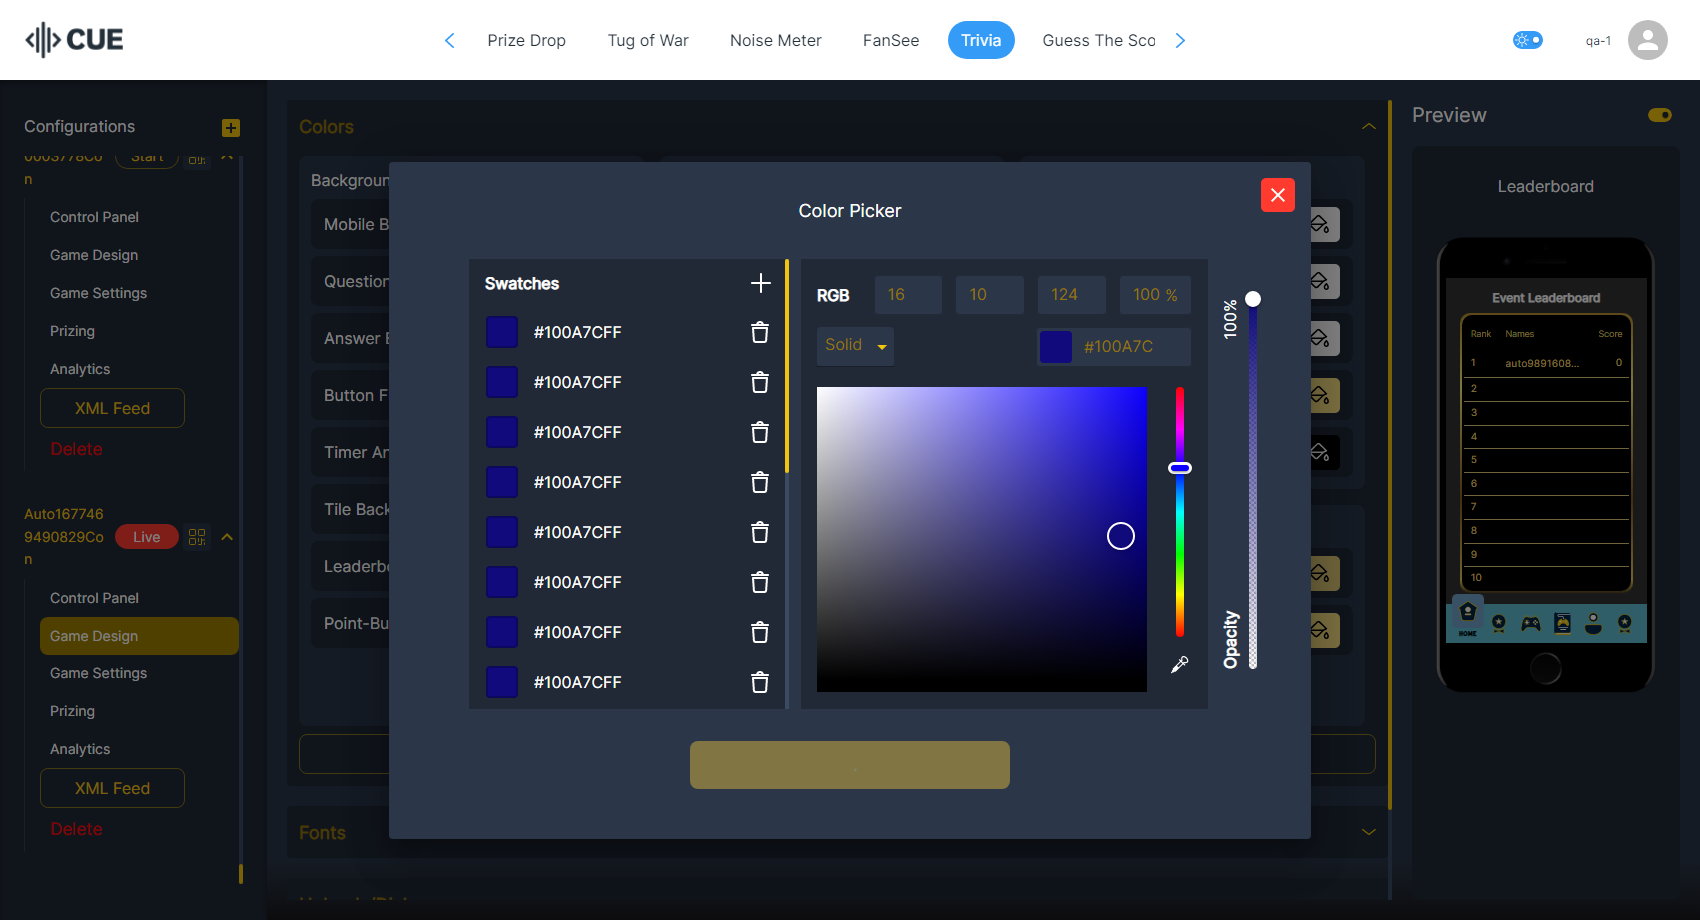 CUE
Prize Drop
Tug of War
Noise Meter
FanSee
Trivia
Guess The Sco
qa-1
Configurations
0003778Co
n
Start
Control Panel
Game Design
Game Settings
Prizing
Analytics
XML Feed
Delete
Auto167746
9490829Co
n
Live
Control Panel
Game Design
Game Settings
Prizing
Analytics
XML Feed
Delete
Colors
Backgroun
Mobile B
Question
Answer
Button F
Timer An
Tile Back
Leaderb
Point-Bu
Fonts
Color Picker
Swatches
#100A7CFF
#100A7CFF
#100A7CFF
#100A7CFF
#100A7CFF
#100A7CFF
#100A7CFF
#100A7CFF
RGB
16
10
124
100 %
Solid
#100A7C
100%
Opacity
Preview
Leaderboard
Event Leaderboard
Rank Names Score
1 auto9891608... 0
2
3
4
5
6
7
8
9
10
HOME